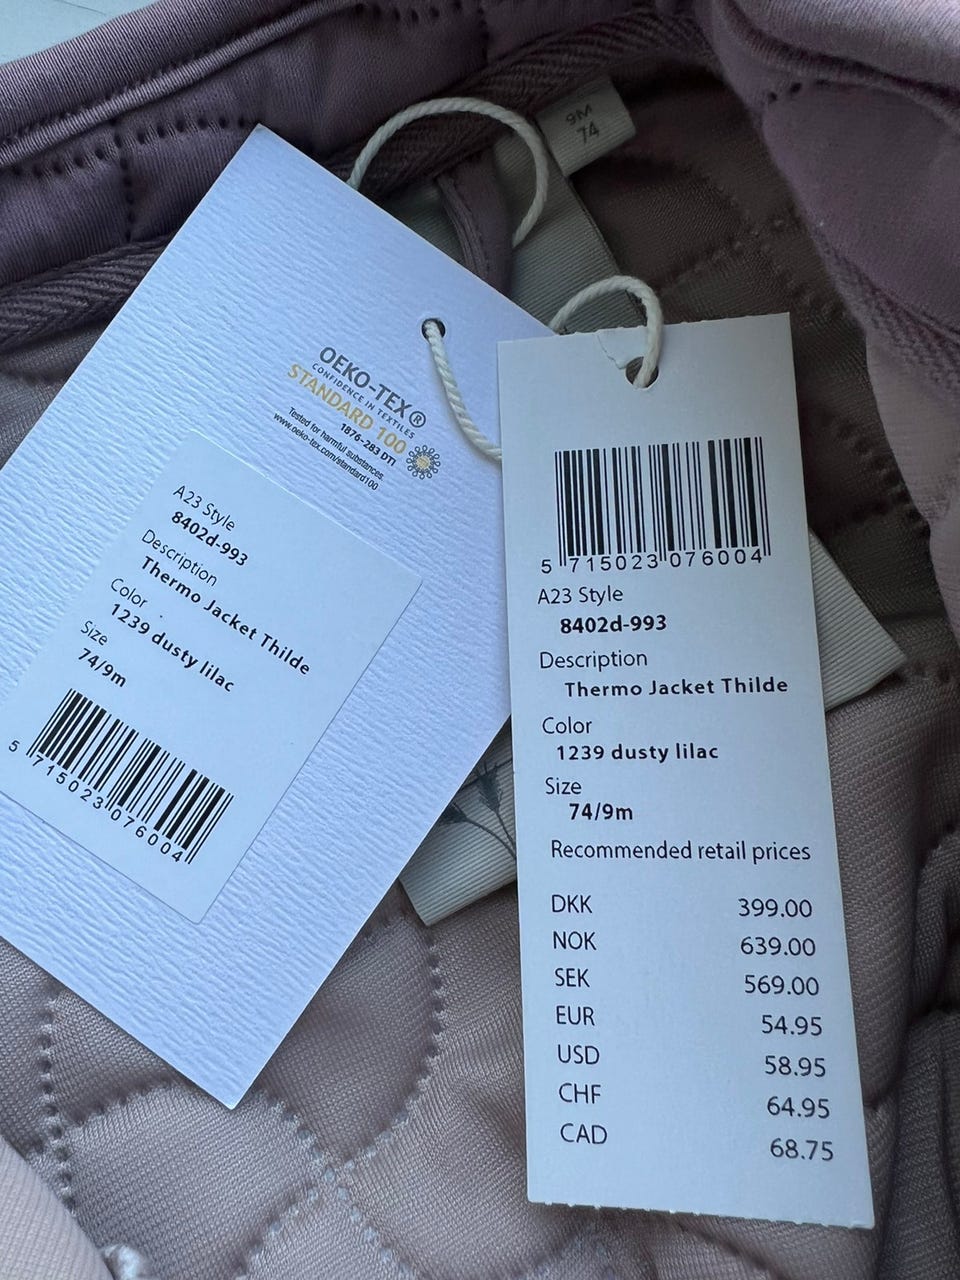 9M
74
OEKO-TEX®
CONFIDENCE IN TEXTILES
STANDARD 100
1876-283 DTI
Tested for harmful substances.
www.oeko-tex.com/standard100
A23 Style
8402d-993
Description
Thermo Jacket Thilde
Color
1239 dusty lilac
Size
74/9m
5 715023 076004
5 715023 076004
A23 Style
8402d-993
Description
Thermo Jacket Thilde
Color
1239 dusty lilac
Size
74/9m
Recommended retail prices
DKK 399.00
NOK 639.00
SEK 569.00
EUR 54.95
USD 58.95
CHF 64.95
CAD 68.75